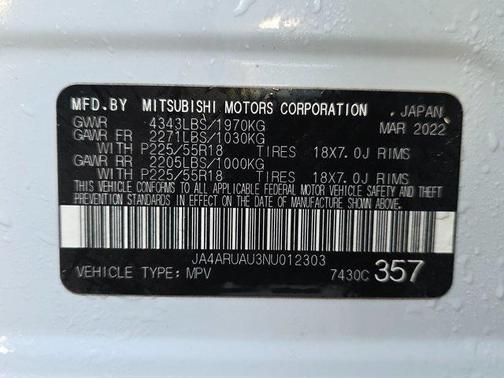 MFD.BY MITSUBISHI MOTORS CORPORATION JAPAN
GVWR 4343LBS/1970KG MAR 2022
GAWR FR 2271LBS/1030KG
WITH P225/55R18 TIRES 18X7.0J RIMS
GAWR RR 2205LBS/1000KG
WITH P225/55R18 TIRES 18X7.0J RIMS
THIS VEHICLE CONFORMS TO ALL APPLICABLE FEDERAL MOTOR VEHICLE SAFETY AND THEFT
PREVENTION STANDARDS IN EFFECT ON THE DATE OF MANUFACTURE SHOWN ABOVE.
JA4ARUAU3NU012303
VEHICLE TYPE: MPV 7430C 357